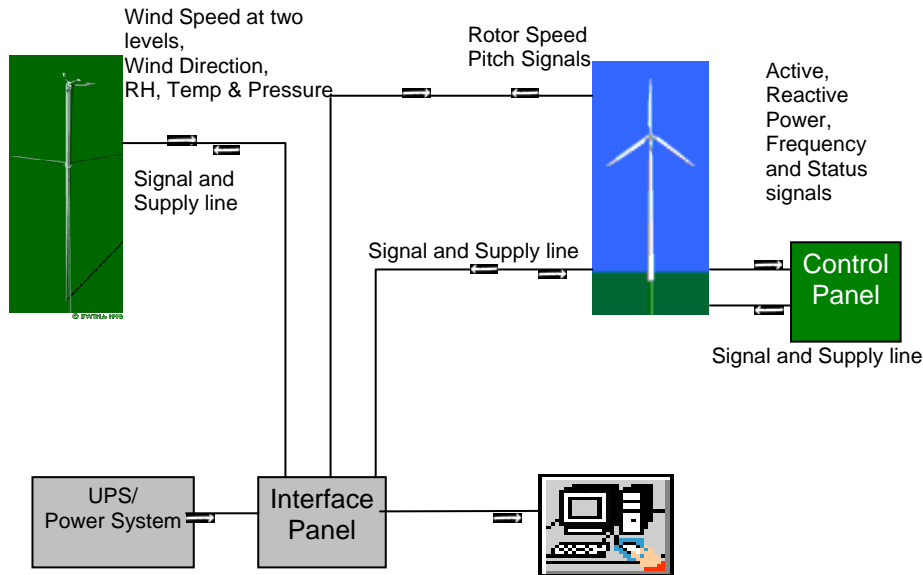 Wind Speed at two
levels,
Wind Direction,
RH, Temp & Pressure
Rotor Speed
Pitch Signals
Active,
Reactive
Power,
Frequency
and Status
signals
Signal and
Supply line
Signal and Supply line
Control
Panel
Signal and Supply line
UPS/
Power System
Interface
Panel